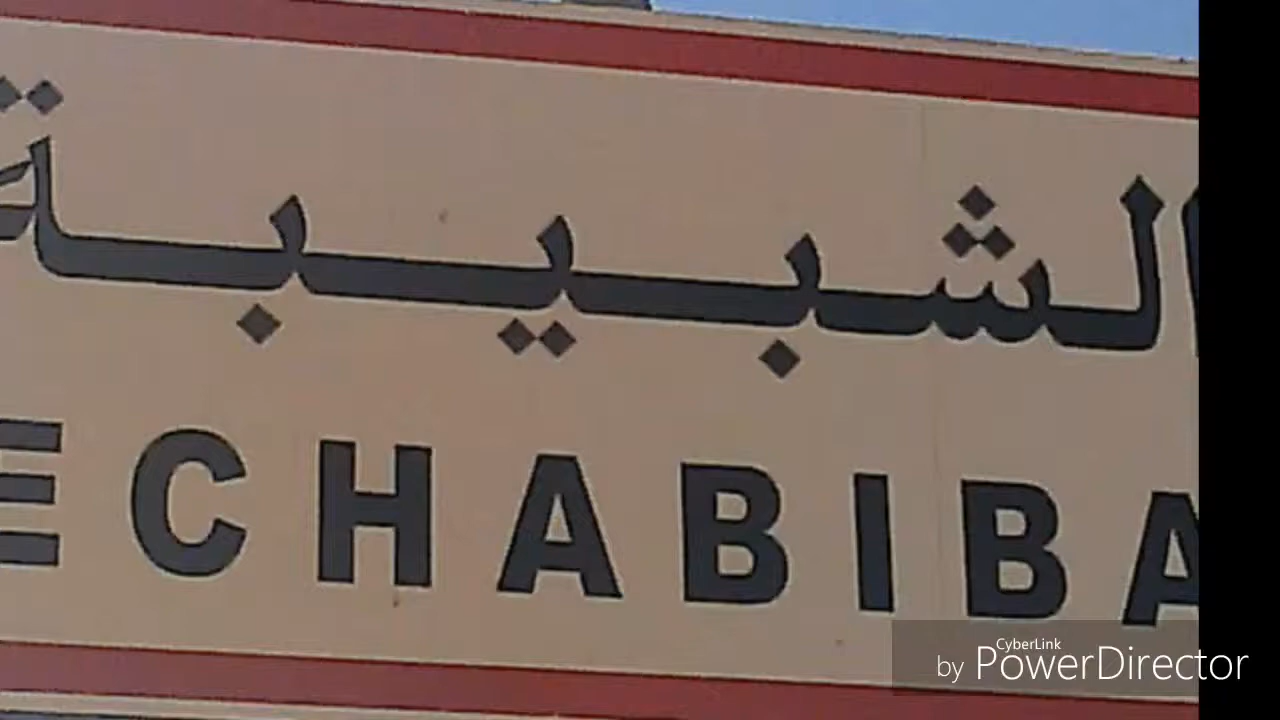 الشبيبة
ECHABIBA
CyberLink
by PowerDirector